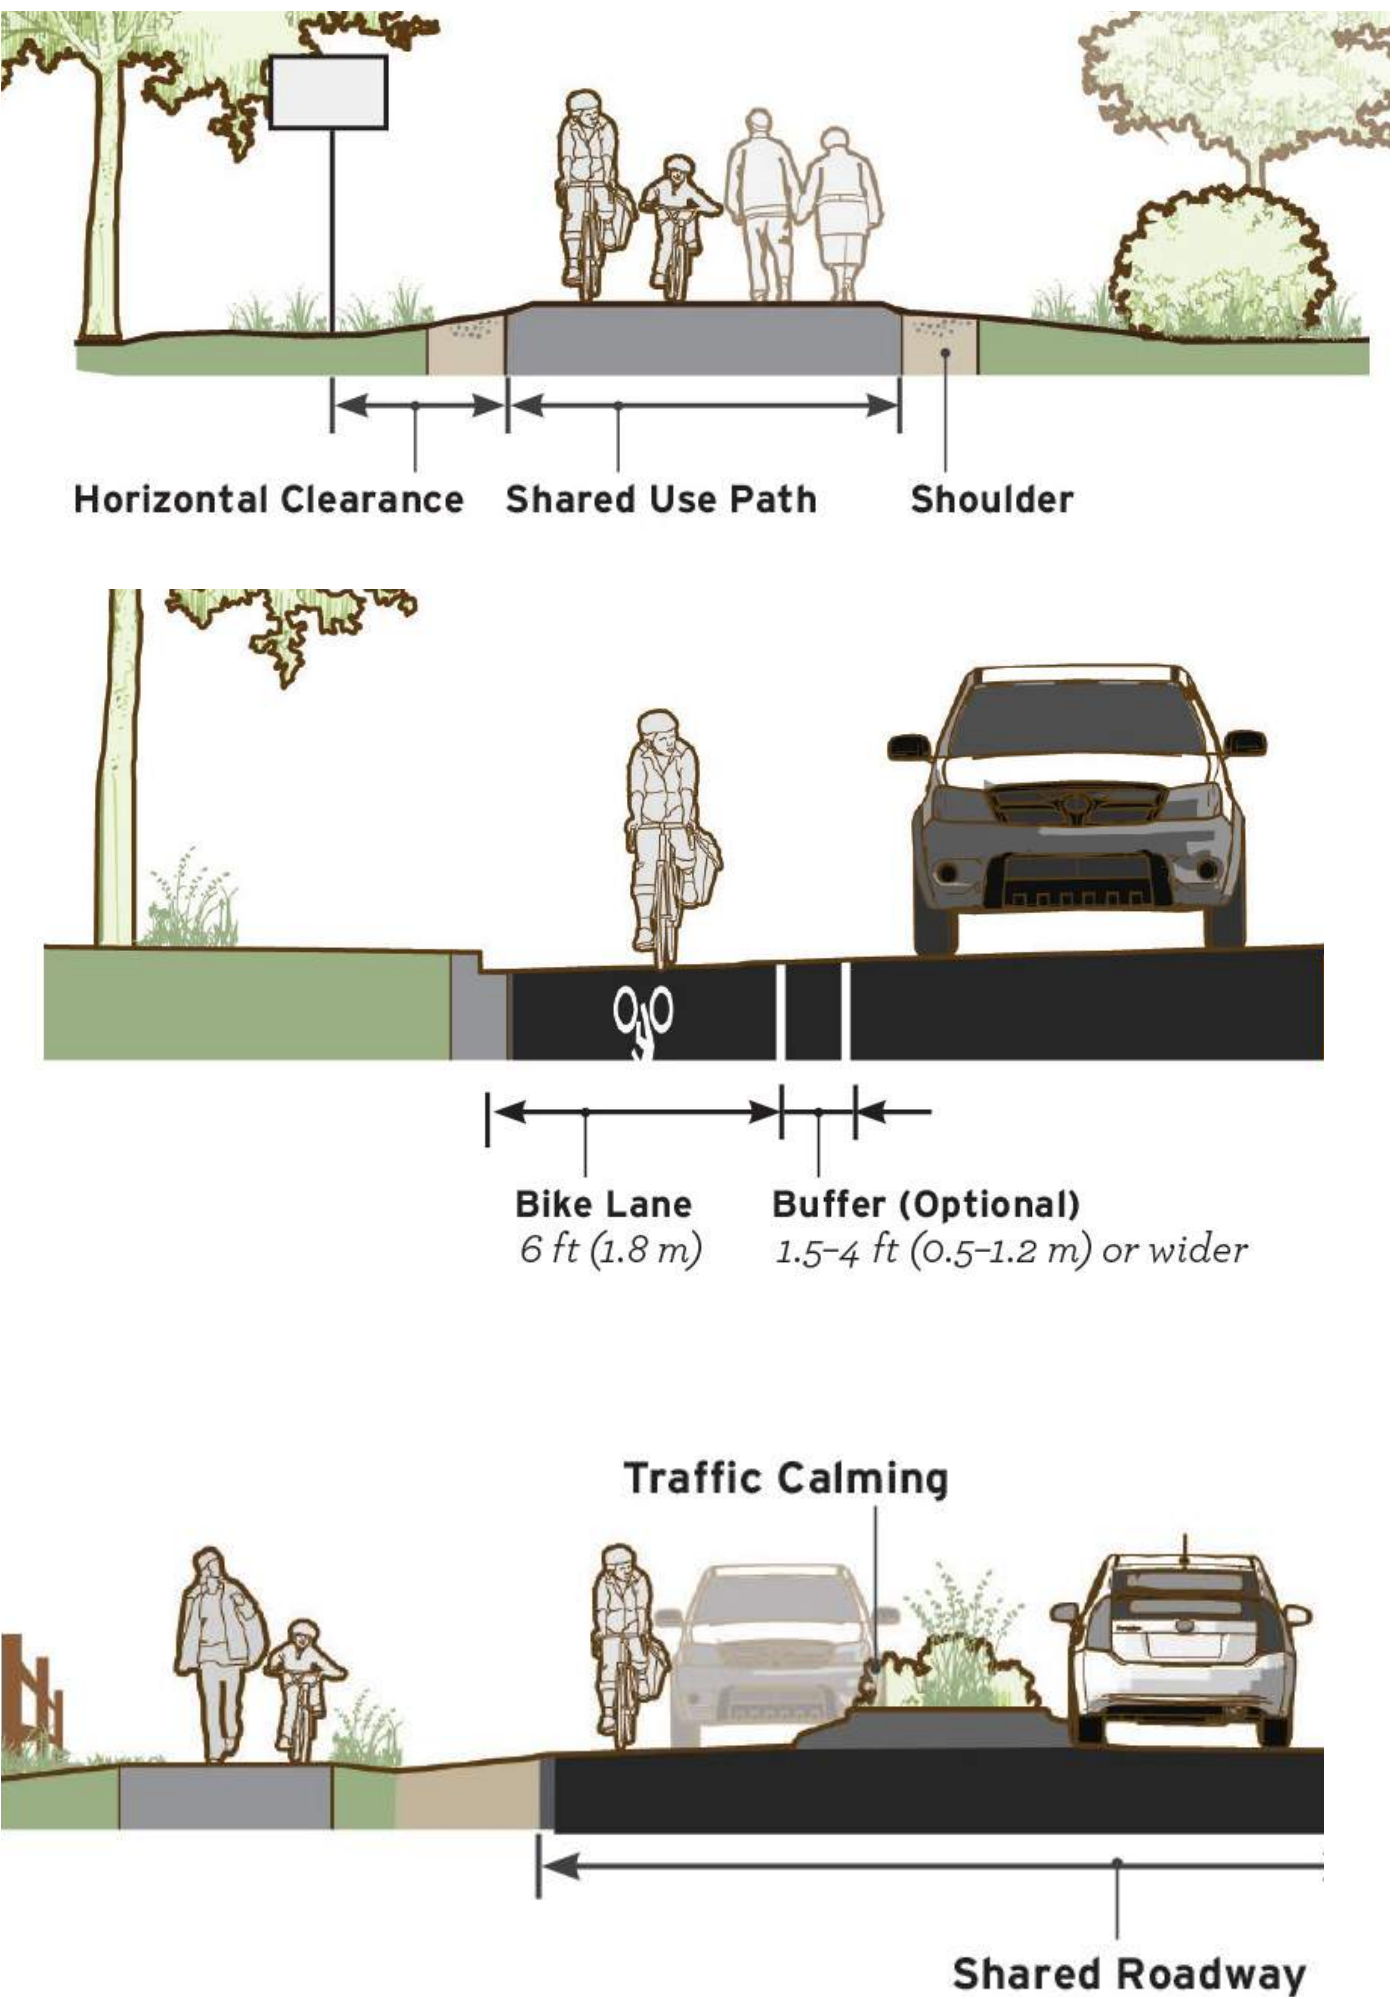 Horizontal Clearance Shared Use Path Shoulder
Bike Lane Buffer (Optional)
6 ft (1.8 m) 1.5–4 ft (0.5–1.2 m) or wider
Traffic Calming
Shared Roadway